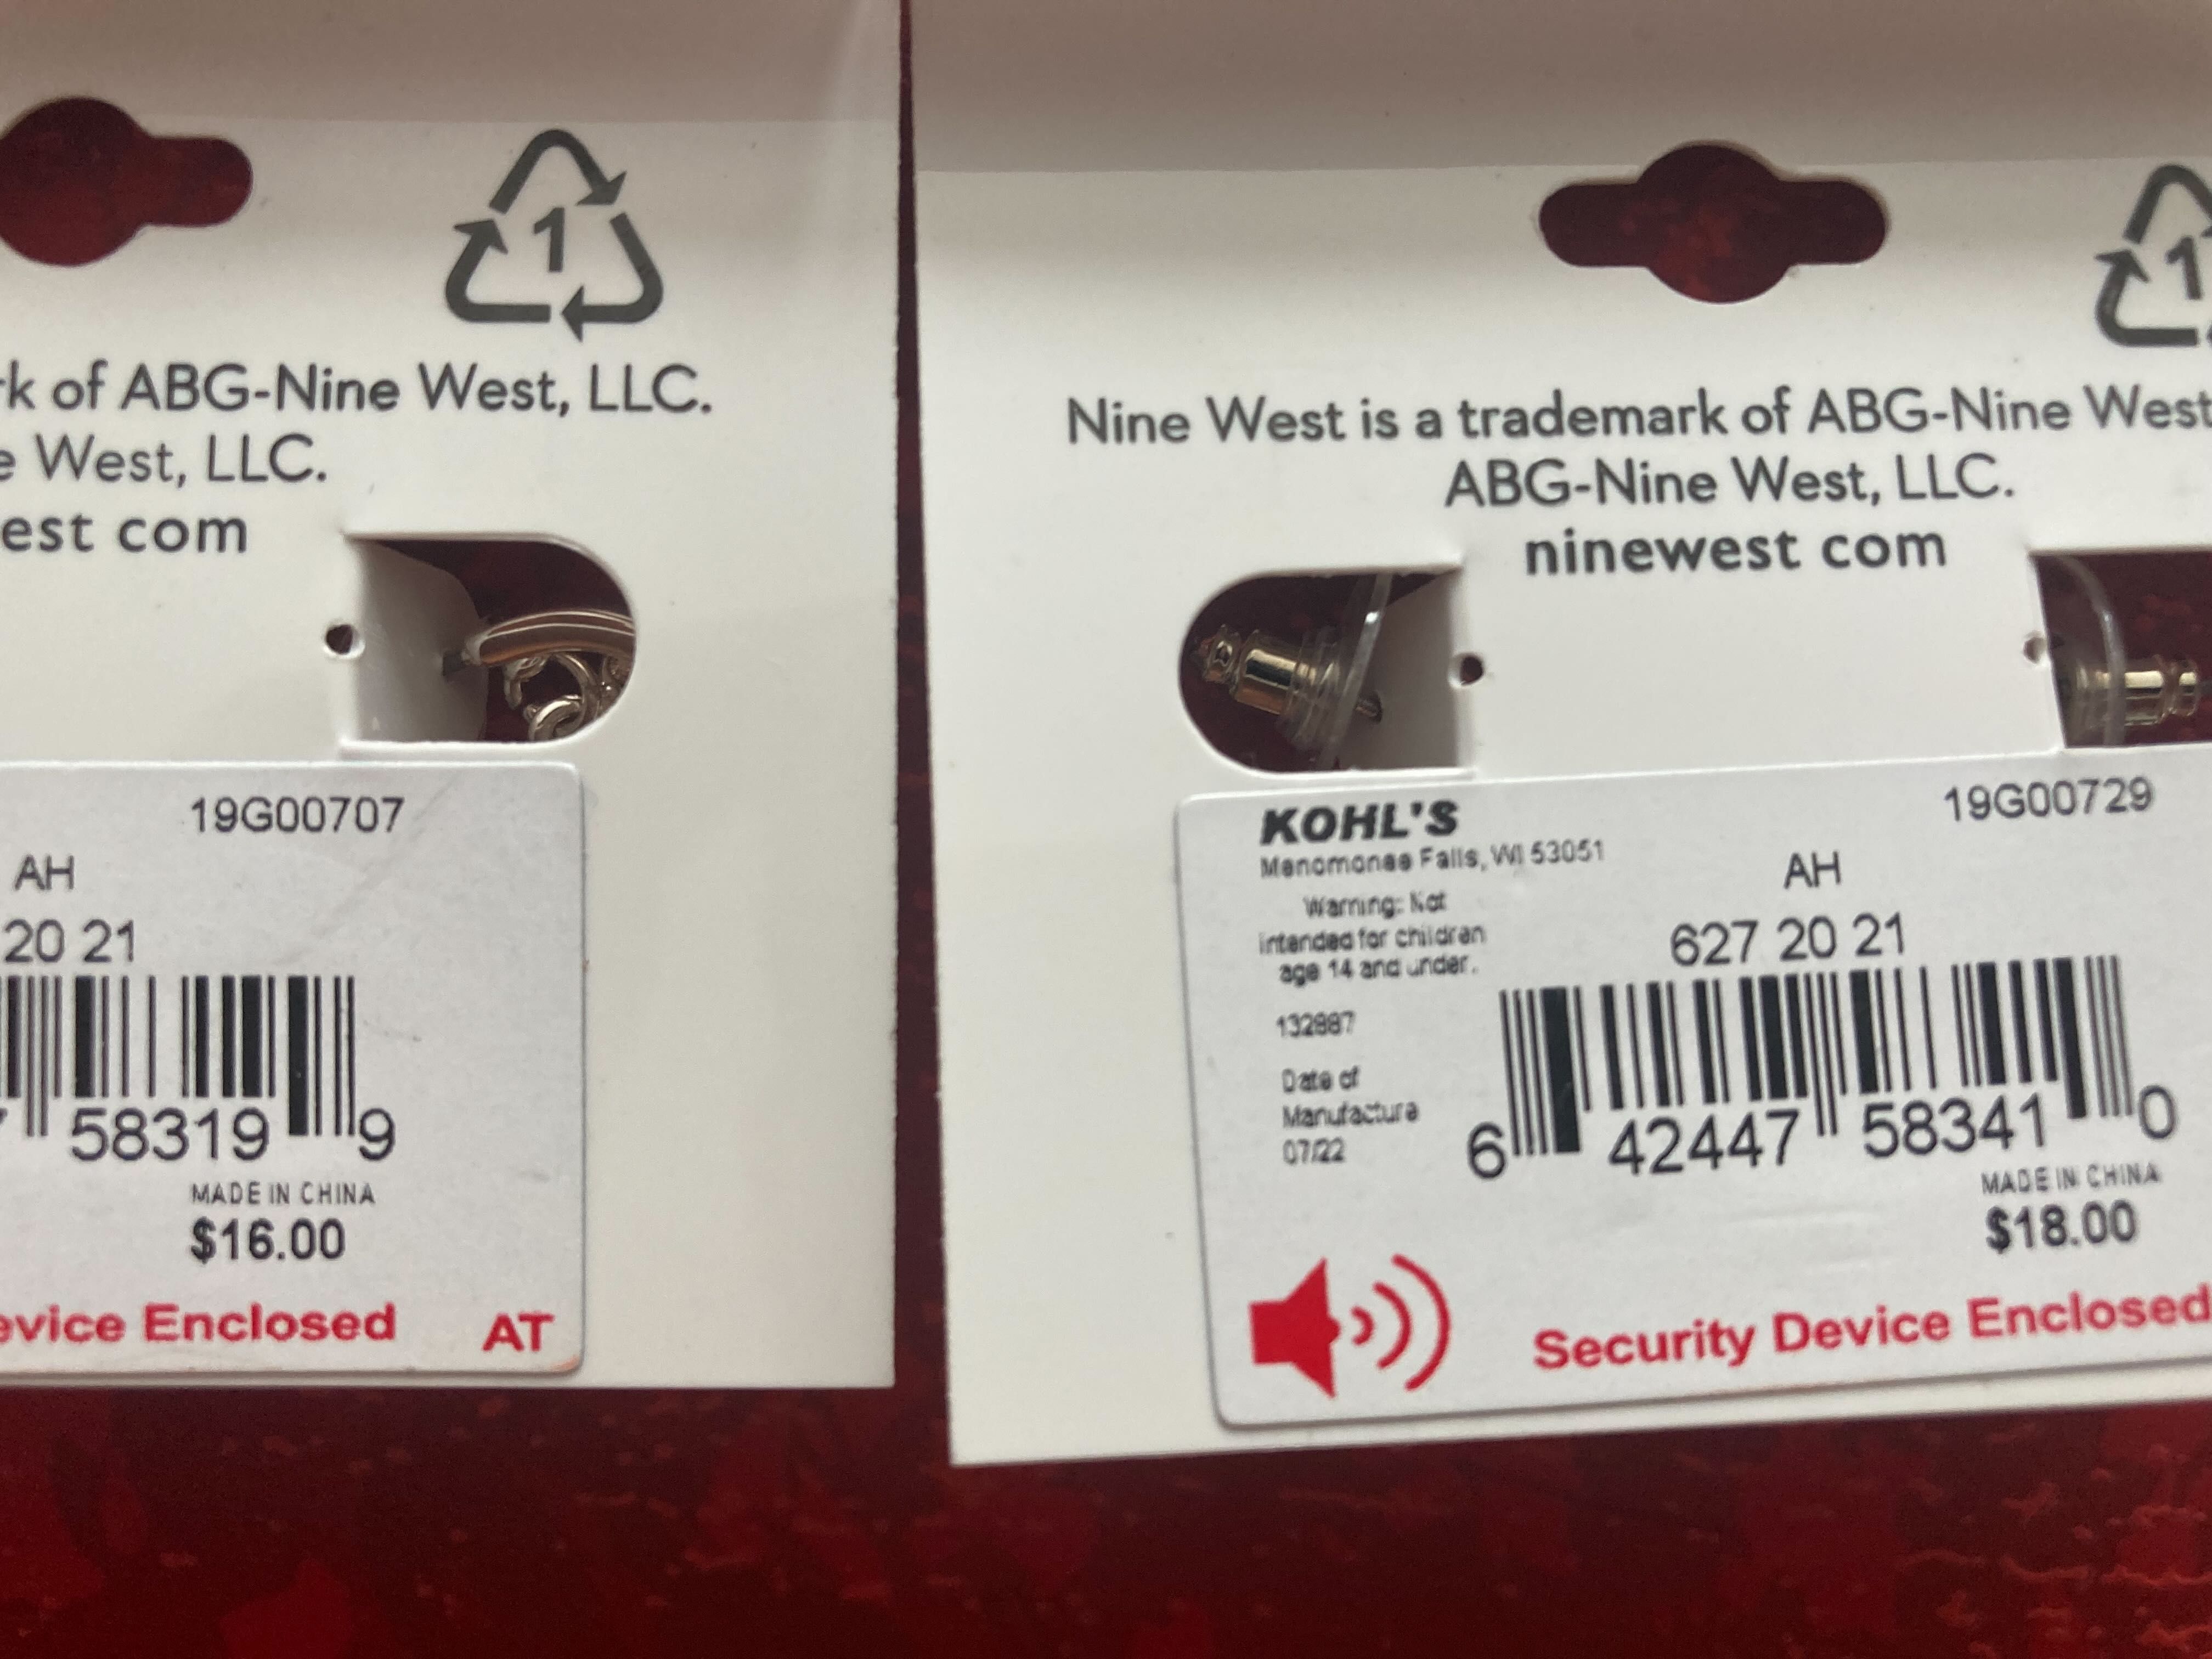 1
rk of ABG-Nine West, LLC.
e West, LLC.
est com
19G00707
AH
20 21
58319 9
MADE IN CHINA
$16.00
evice Enclosed AT
1
Nine West is a trademark of ABG-Nine West
ABG-Nine West, LLC.
ninewest com
KOHL'S
19G00729
Menomonee Falls, WI 53051
AH
Warning: Not
intended for children
age 14 and under.
627 20 21
132887
Date of
Manufacture
07/22
6 42447 58341 0
MADE IN CHINA
$18.00
Security Device Enclosed